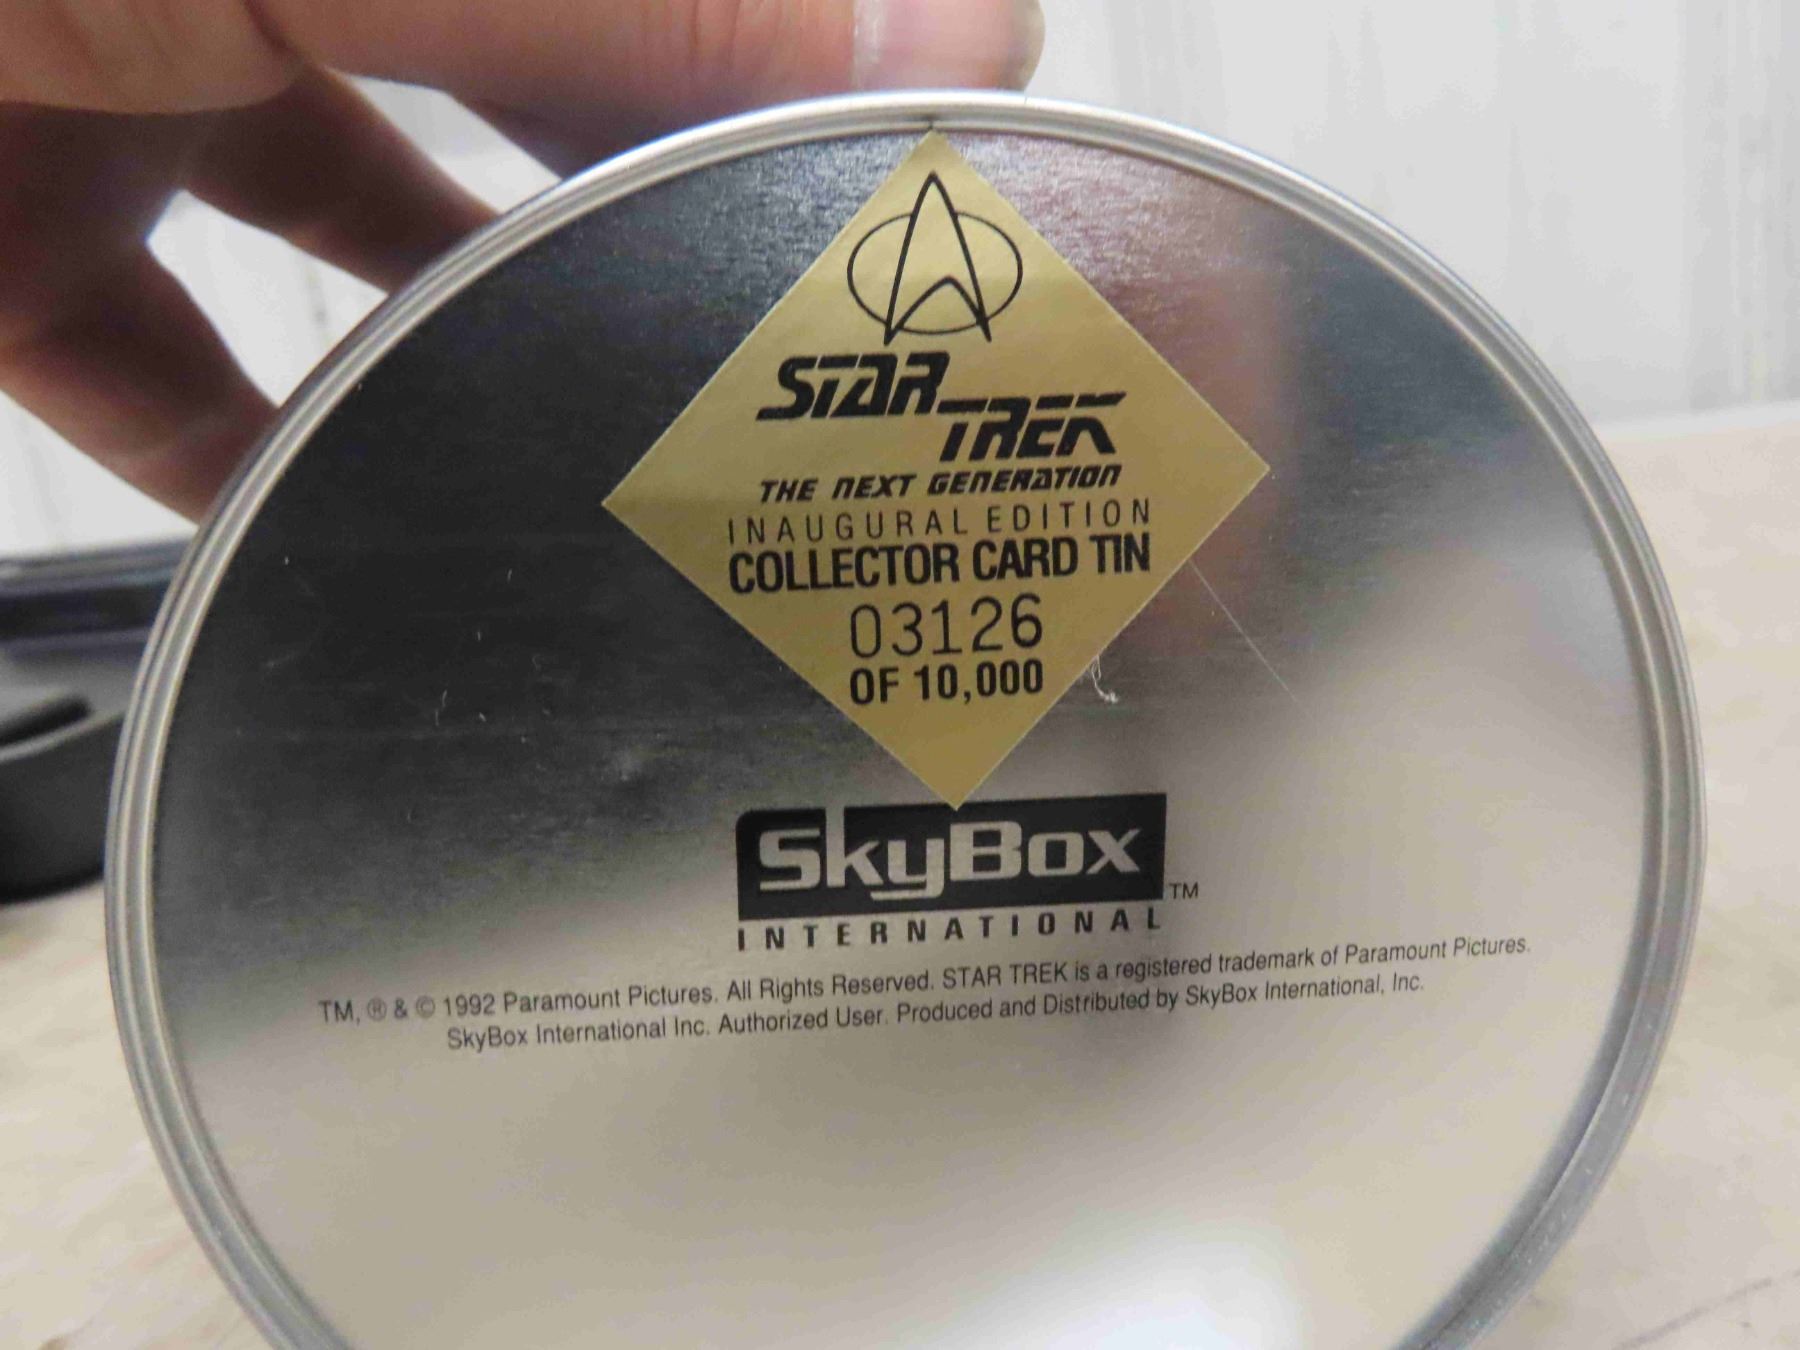 STAR
TREK
THE NEXT GENERATION
INAUGURAL EDITION
COLLECTOR CARD TIN
03126
OF 10,000
SkyBox TM
INTERNATIONAL
TM, ® & © 1992 Paramount Pictures. All Rights Reserved. STAR TREK is a registered trademark of Paramount Pictures.
SkyBox International Inc. Authorized User. Produced and Distributed by SkyBox International, Inc.